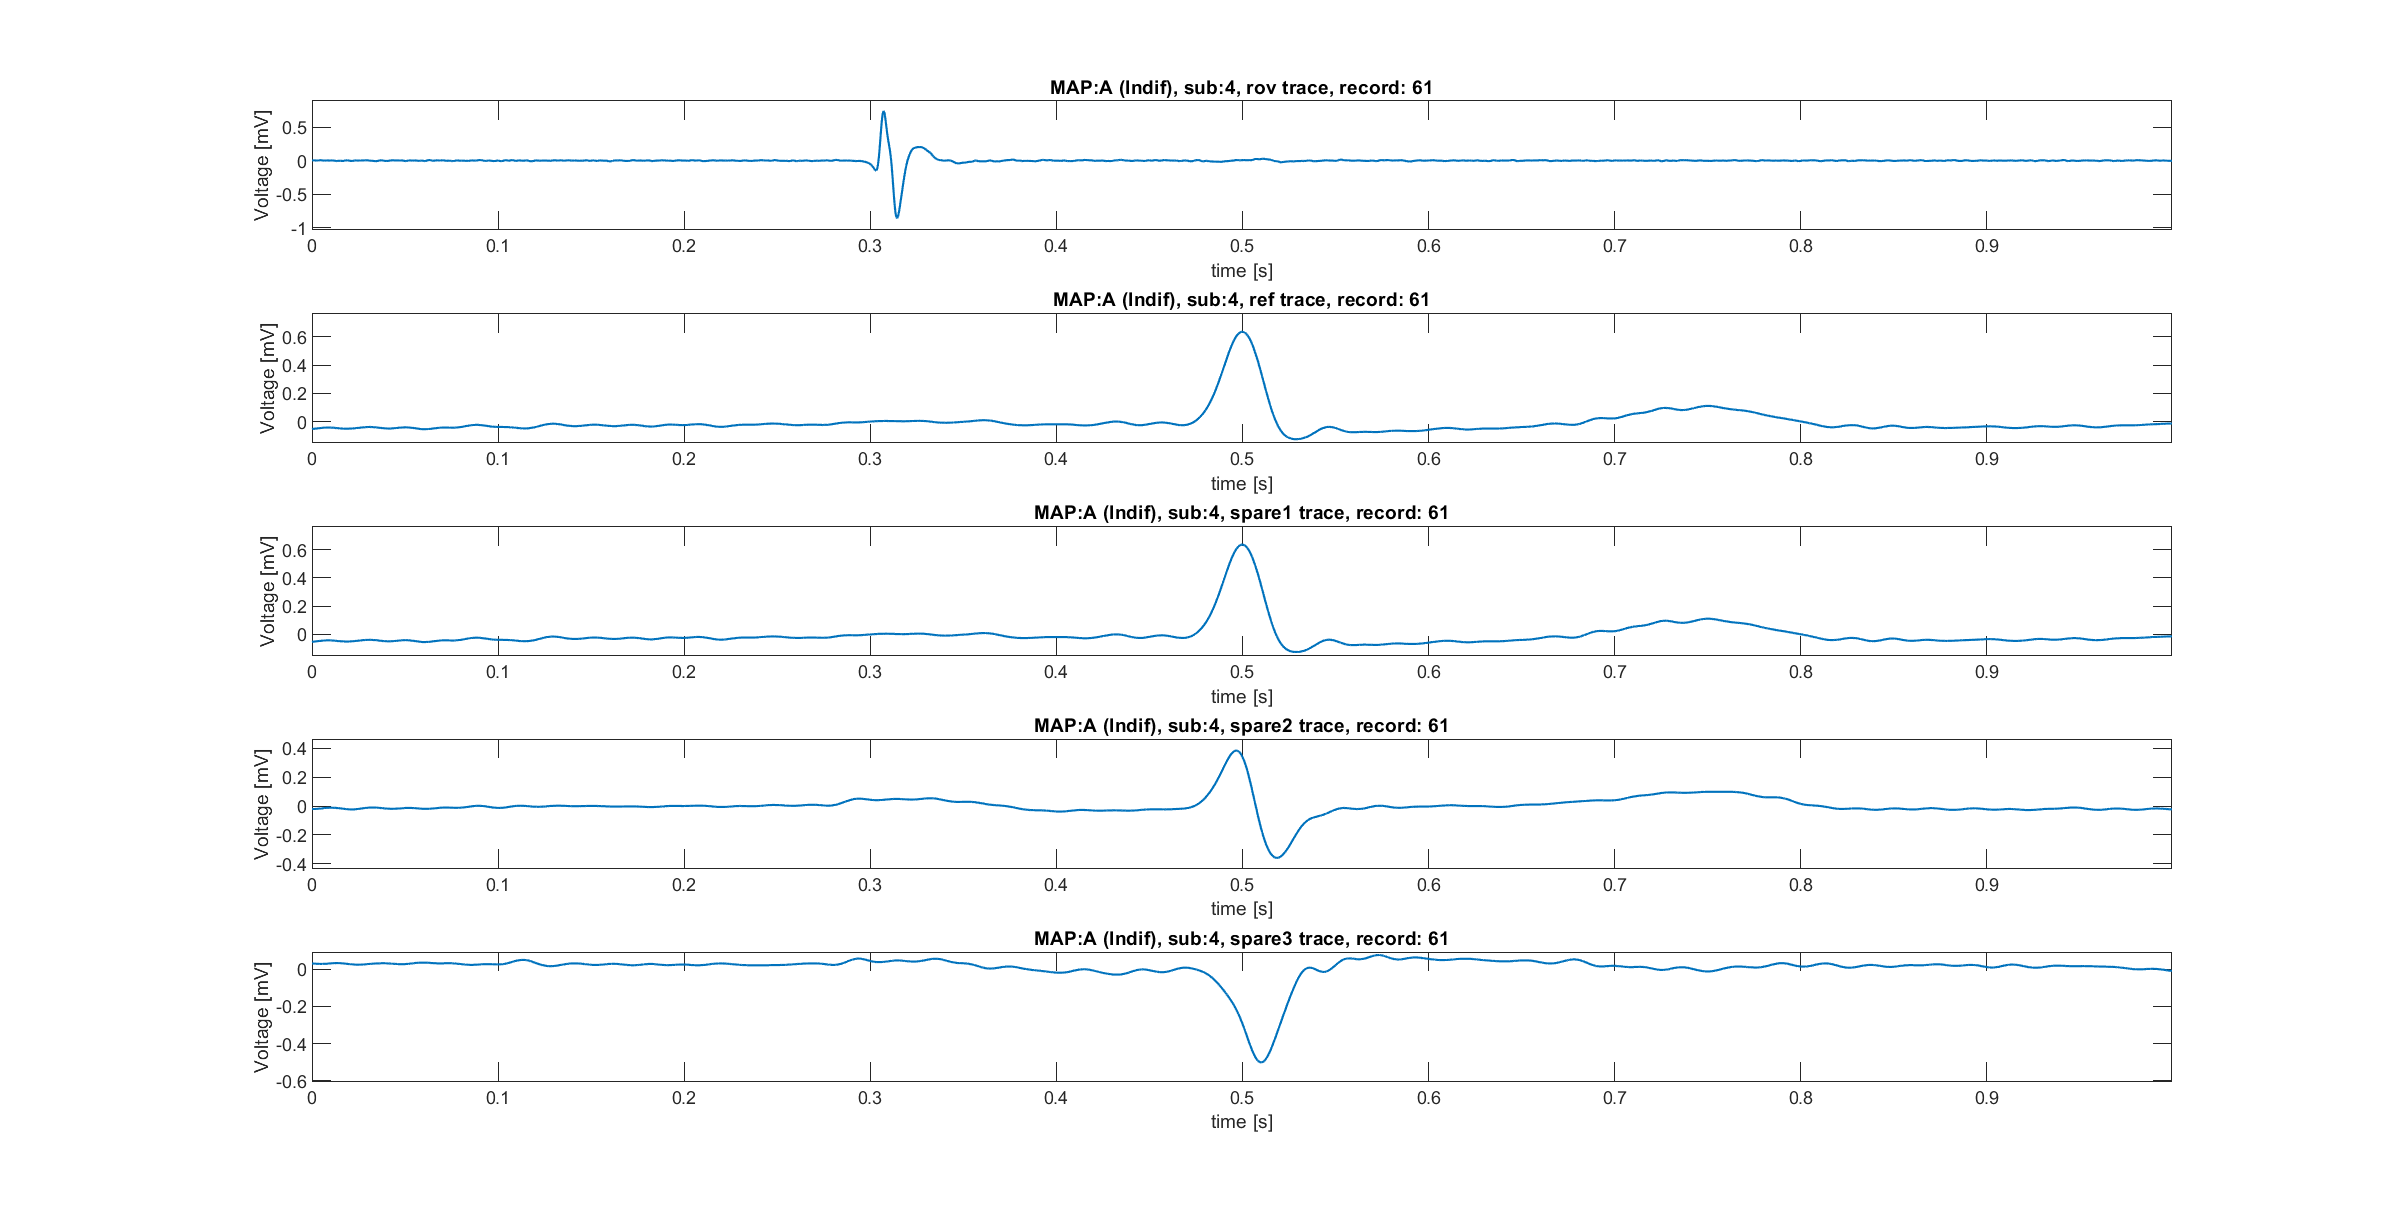 MAP:A (Indif), sub:4, rov trace, record: 61
Voltage [mV]
0.5
0
-0.5
-1
0 0.1 0.2 0.3 0.4 0.5 0.6 0.7 0.8 0.9
time [s]
MAP:A (Indif), sub:4, ref trace, record: 61
Voltage [mV]
0.6
0.4
0.2
0
0 0.1 0.2 0.3 0.4 0.5 0.6 0.7 0.8 0.9
time [s]
MAP:A (Indif), sub:4, spare1 trace, record: 61
Voltage [mV]
0.6
0.4
0.2
0
0 0.1 0.2 0.3 0.4 0.5 0.6 0.7 0.8 0.9
time [s]
MAP:A (Indif), sub:4, spare2 trace, record: 61
Voltage [mV]
0.4
0.2
0
-0.2
-0.4
0 0.1 0.2 0.3 0.4 0.5 0.6 0.7 0.8 0.9
time [s]
MAP:A (Indif), sub:4, spare3 trace, record: 61
Voltage [mV]
0
-0.2
-0.4
-0.6
0 0.1 0.2 0.3 0.4 0.5 0.6 0.7 0.8 0.9
time [s]